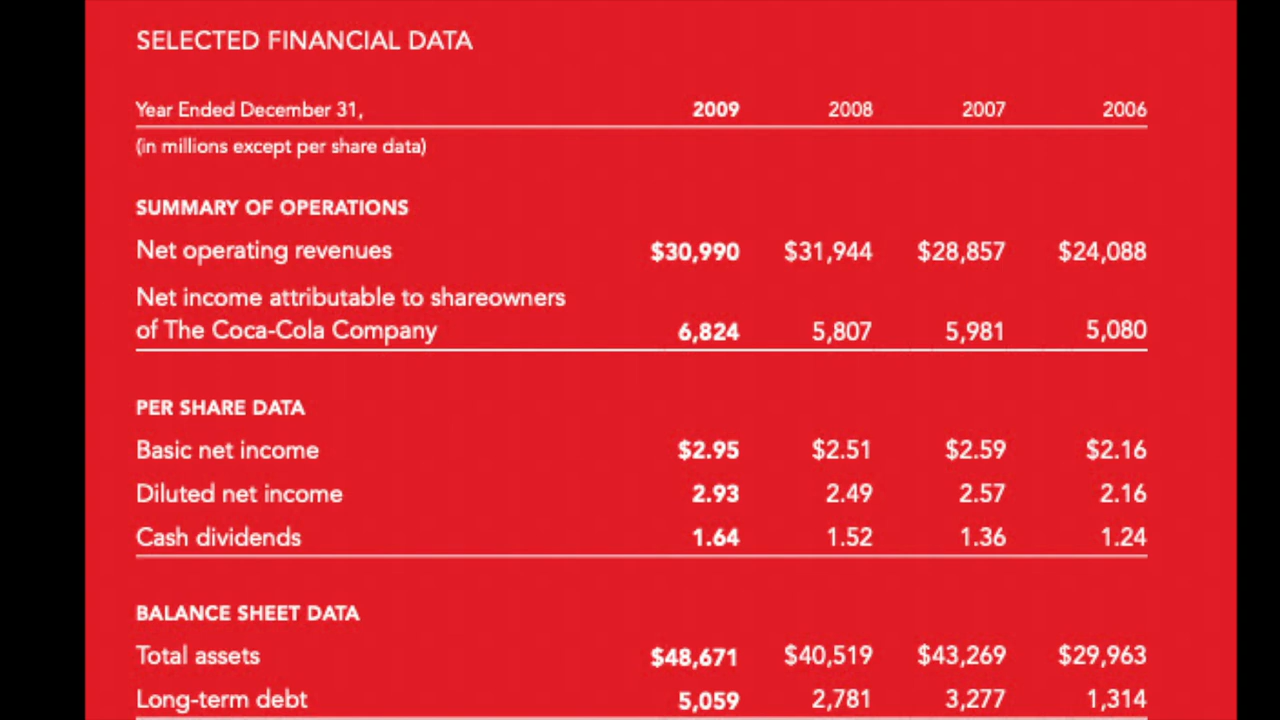 SELECTED FINANCIAL DATA
Year Ended December 31, 2009 2008 2007 2006
(in millions except per share data)
SUMMARY OF OPERATIONS
Net operating revenues $30,990 $31,944 $28,857 $24,088
Net income attributable to shareowners
of The Coca-Cola Company 6,824 5,807 5,981 5,080
PER SHARE DATA
Basic net income $2.95 $2.51 $2.59 $2.16
Diluted net income 2.93 2.49 2.57 2.16
Cash dividends 1.64 1.52 1.36 1.24
BALANCE SHEET DATA
Total assets $48,671 $40,519 $43,269 $29,963
Long-term debt 5,059 2,781 3,277 1,314